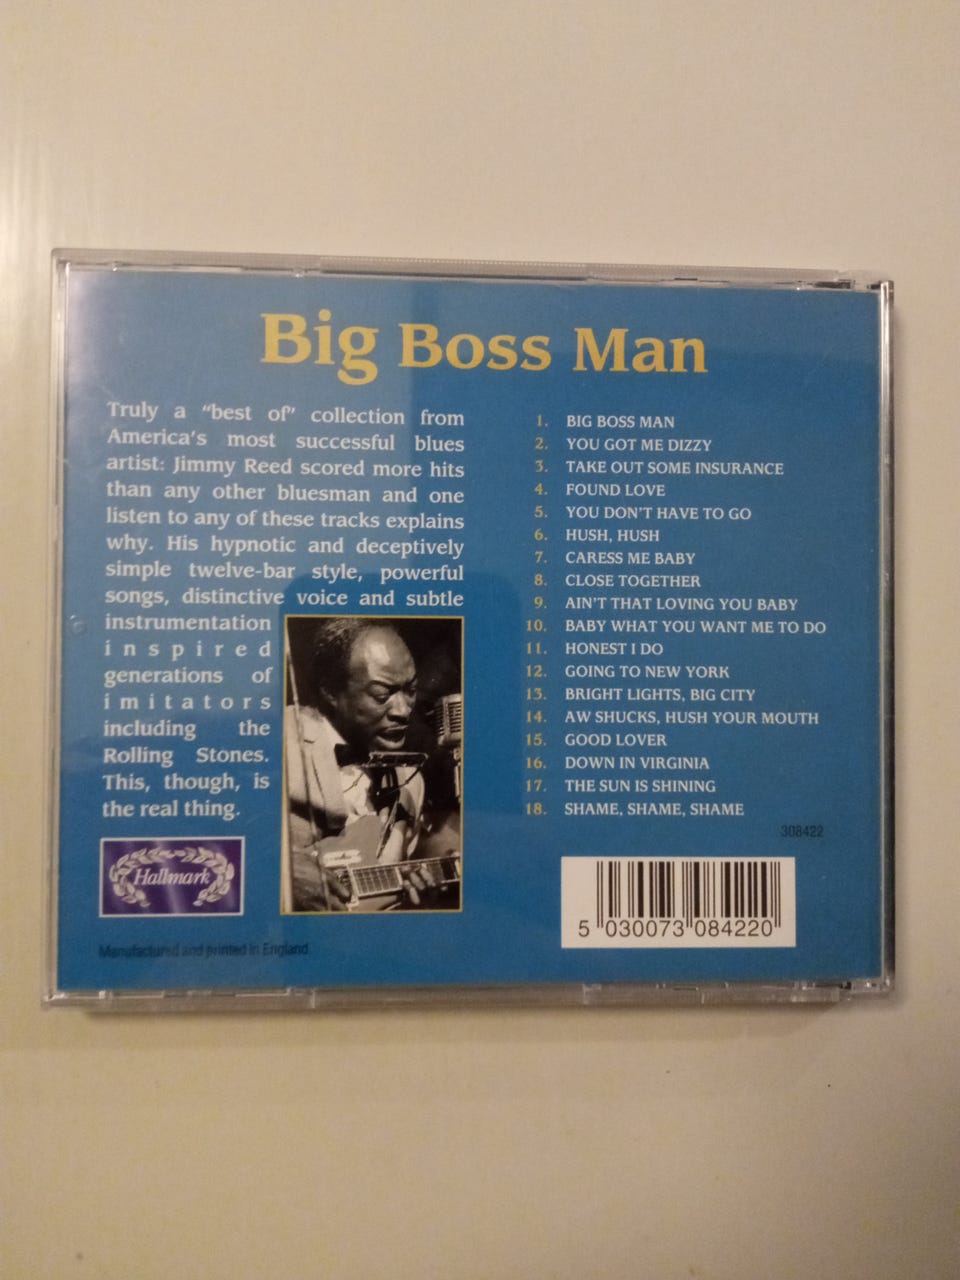 Big Boss Man
Truly a "best of" collection from
America's most successful blues
artist: Jimmy Reed scored more hits
than any other bluesman and one
listen to any of these tracks explains
why. His hypnotic and deceptively
simple twelve-bar style, powerful
songs, distinctive voice and subtle
instrumentation
inspired
generations of
imitators
including the
Rolling Stones.
This, though, is
the real thing.
Hallmark
Manufactured and printed in England
1. BIG BOSS MAN
2. YOU GOT ME DIZZY
3. TAKE OUT SOME INSURANCE
4. FOUND LOVE
5. YOU DON'T HAVE TO GO
6. HUSH, HUSH
7. CARESS ME BABY
8. CLOSE TOGETHER
9. AIN'T THAT LOVING YOU BABY
10. BABY WHAT YOU WANT ME TO DO
11. HONEST I DO
12. GOING TO NEW YORK
13. BRIGHT LIGHTS, BIG CITY
14. AW SHUCKS, HUSH YOUR MOUTH
15. GOOD LOVER
16. DOWN IN VIRGINIA
17. THE SUN IS SHINING
18. SHAME, SHAME, SHAME
308422
5 030073 084220